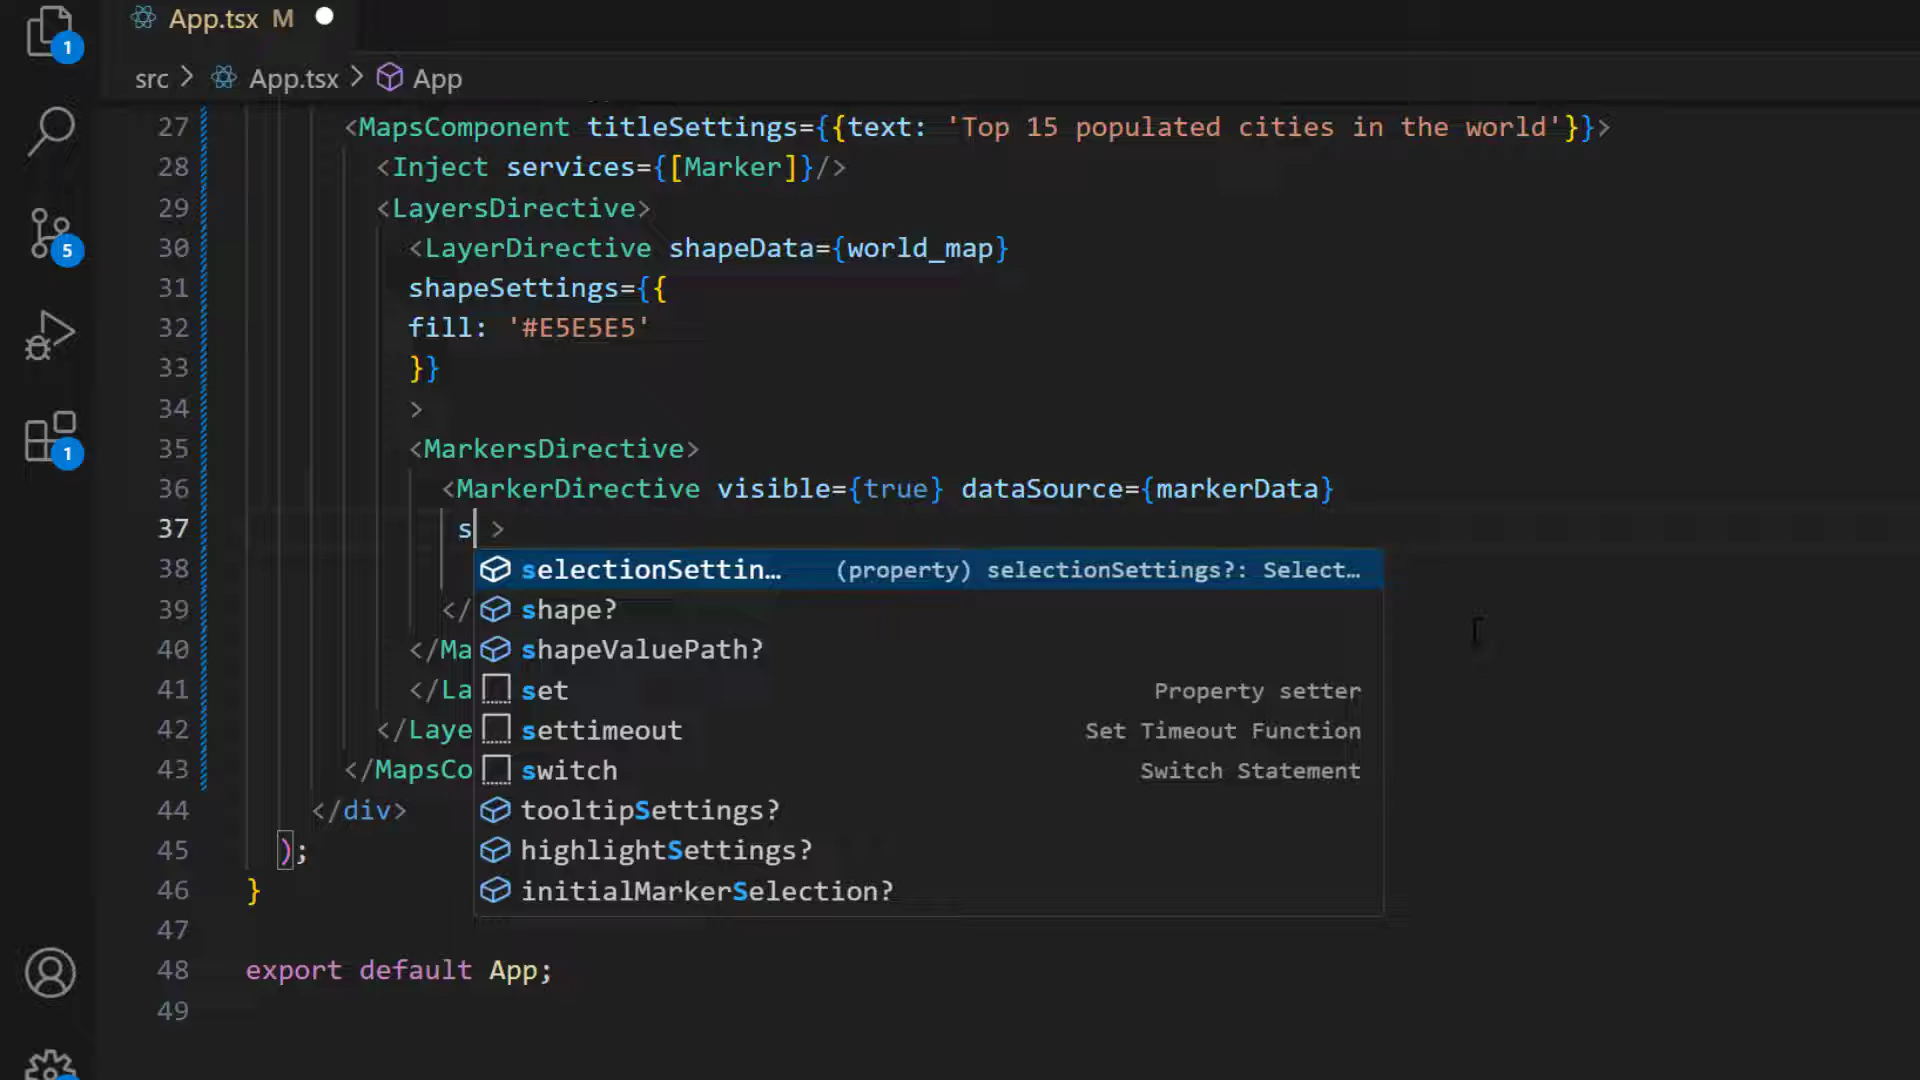 App.tsx M
1
src > App.tsx > App
27 <MapsComponent titleSettings={{text: 'Top 15 populated cities in the world'}}>
28 <Inject services={[Marker]}/>
29 <LayersDirective>
5
30 <LayerDirective shapeData={world_map}
31 shapeSettings={{
32 fill: '#E5E5E5'
33 }}
34 >
35 <MarkersDirective>
1
36 <MarkerDirective visible={true} dataSource={markerData}
37 s >
38 selectionSettin… (property) selectionSettings?: Select…
39 </ shape?
40 </Ma shapeValuePath?
41 </La set Property setter
42 </Laye settimeout Set Timeout Function
43 </MapsCo switch Switch Statement
44 </div> tooltipSettings?
45 ); highlightSettings?
46 } initialMarkerSelection?
47
48 export default App;
49